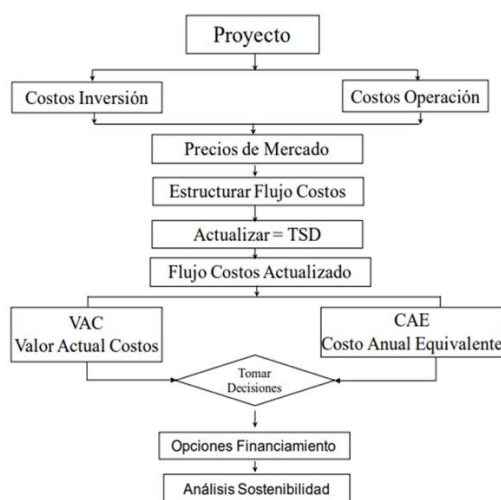 Proyecto
Costos Inversión
Costos Operación
Precios de Mercado
Estructurar Flujo Costos
Actualizar = TSD
Flujo Costos Actualizado
VAC
Valor Actual Costos
CAE
Costo Anual Equivalente
Tomar
Decisiones
Opciones Financiamiento
Análisis Sostenibilidad